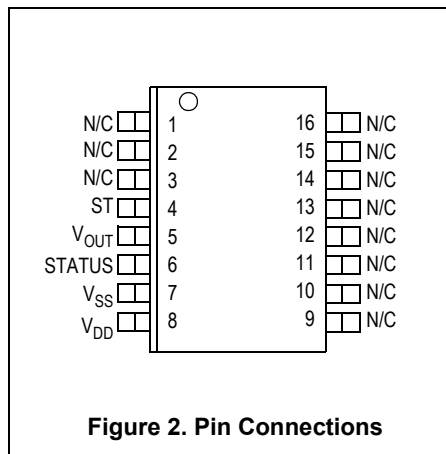 N/C 1 16 N/C
N/C 2 15 N/C
N/C 3 14 N/C
ST 4 13 N/C
VOUT 5 12 N/C
STATUS 6 11 N/C
VSS 7 10 N/C
VDD 8 9 N/C
Figure 2. Pin Connections